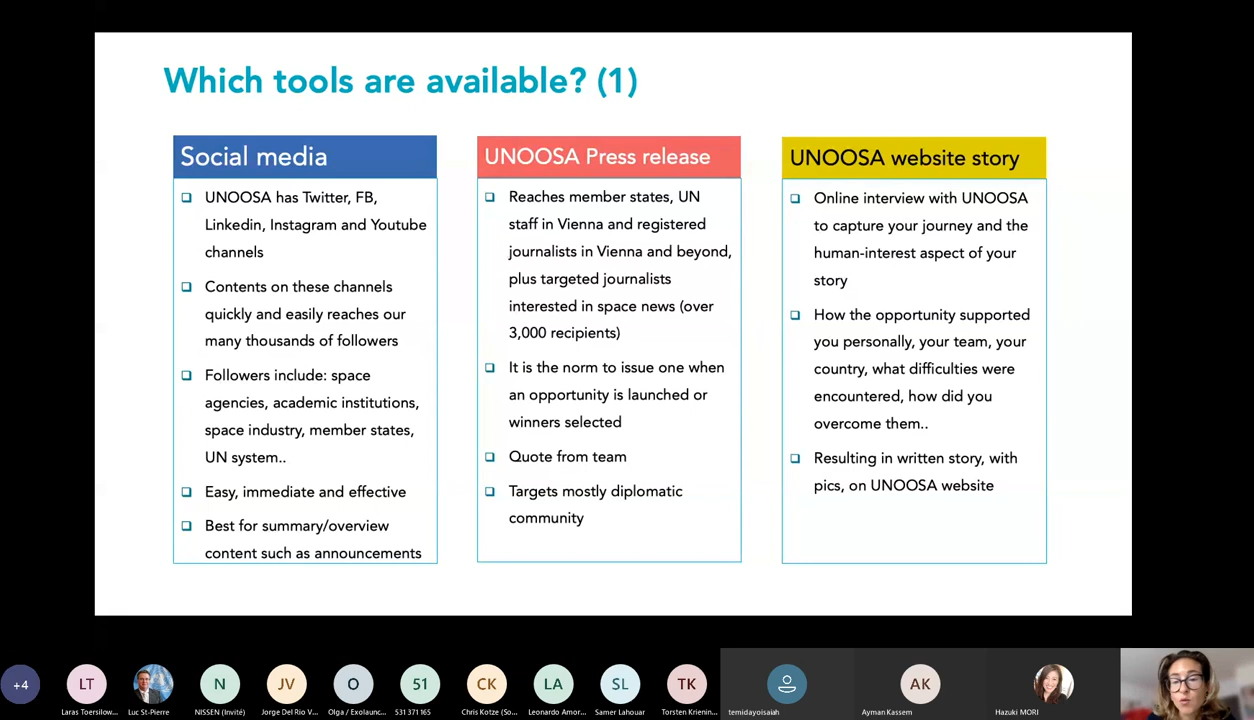 Which tools are available? (1)
Social media
UNOOSA has Twitter, FB,
Linkedin, Instagram and Youtube
channels
Contents on these channels
quickly and easily reaches our
many thousands of followers
Followers include: space
agencies, academic institutions,
space industry, member states,
UN system..
Easy, immediate and effective
Best for summary/overview
content such as announcements
UNOOSA Press release
Reaches member states, UN
staff in Vienna and registered
journalists in Vienna and beyond,
plus targeted journalists
interested in space news (over
3,000 recipients)
It is the norm to issue one when
an opportunity is launched or
winners selected
Quote from team
Targets mostly diplomatic
community
UNOOSA website story
Online interview with UNOOSA
to capture your journey and the
human-interest aspect of your
story
How the opportunity supported
you personally, your team, your
country, what difficulties were
encountered, how did you
overcome them..
Resulting in written story, with
pics, on UNOOSA website
+4
LT
N
JV
O
51
CK
LA
SL
TK
AK
Laras Toersilow...
Luc St-Pierre
NISSEN (Invité)
Jorge Del Rio V...
Olga / Exolaunc...
531 371 165
Chris Kotze (So...
Leonardo Amor...
Samer Lahouar
Torsten Krienin...
temidayoisaiah
Ayman Kassem
Hazuki MORI